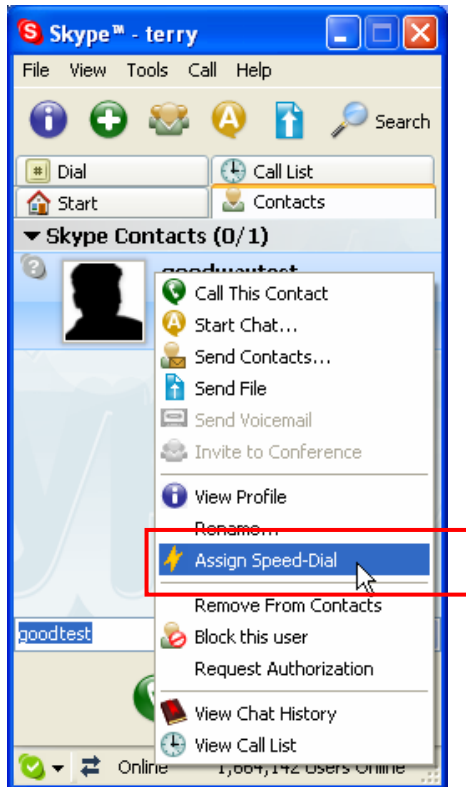 Skype™ - terry
File View Tools Call Help
Search
# Dial
Call List
Start
Contacts
Skype Contacts (0/1)
Call This Contact
A Start Chat...
Send Contacts...
Send File
Send Voicemail
Invite to Conference
View Profile
Rename...
Assign Speed-Dial
Remove From Contacts
goodtest
Block this user
Request Authorization
View Chat History
View Call List
Online 1,664,142 Users Online